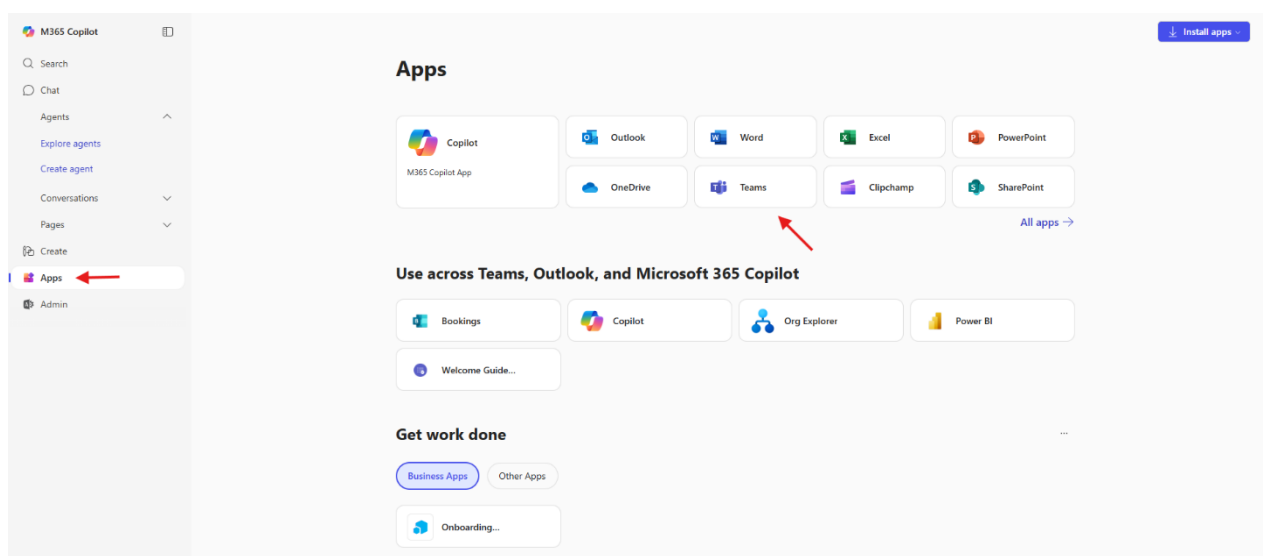 M365 Copilot
Search
Chat
Agents
Explore agents
Create agent
Conversations
Pages
Create
Apps
Admin
Install apps
Apps
Copilot
M365 Copilot App
Outlook
Word
Excel
PowerPoint
OneDrive
Teams
Clipchamp
SharePoint
All apps →
Use across Teams, Outlook, and Microsoft 365 Copilot
Bookings
Copilot
Org Explorer
Power BI
Welcome Guide...
Get work done
...
Business Apps
Other Apps
Onboarding...